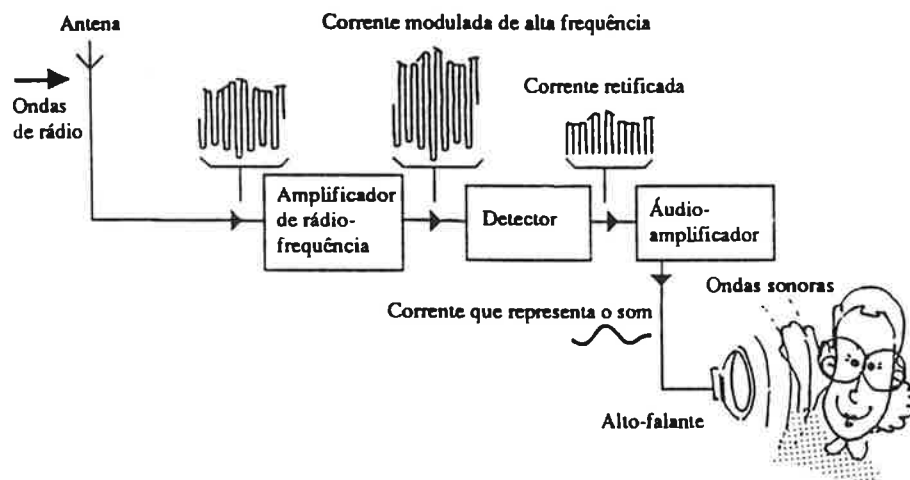 Antena
Corrente modulada de alta frequência
Ondas
de rádio
Corrente retificada
Amplificador
de rádio-
frequência
Detector
Áudio-
amplificador
Corrente que representa o som
Ondas sonoras
Alto-falante